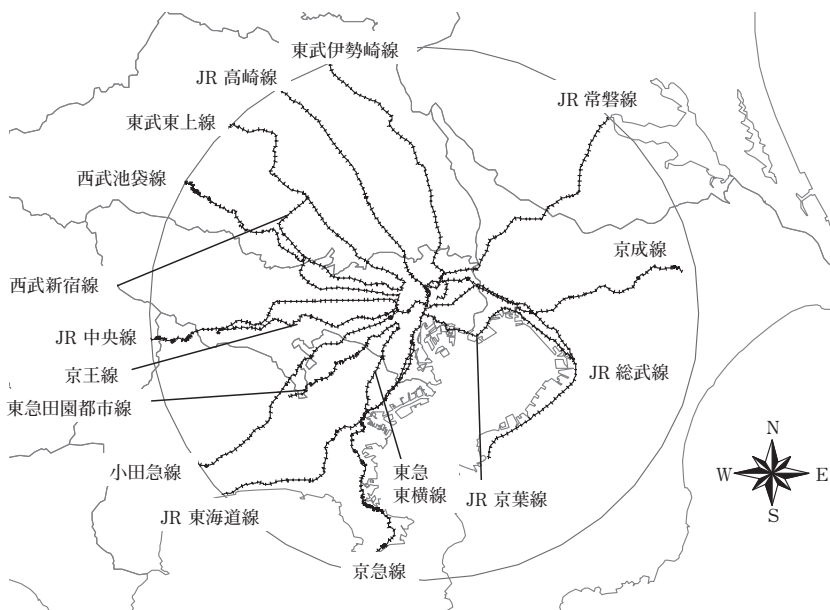 東武伊勢崎線
JR 高崎線
JR 常磐線
東武東上線
西武池袋線
京成線
西武新宿線
JR 中央線
京王線
JR 総武線
東急田園都市線
小田急線
東急
東横線
JR 京葉線
JR 東海道線
京急線
N
W
E
S